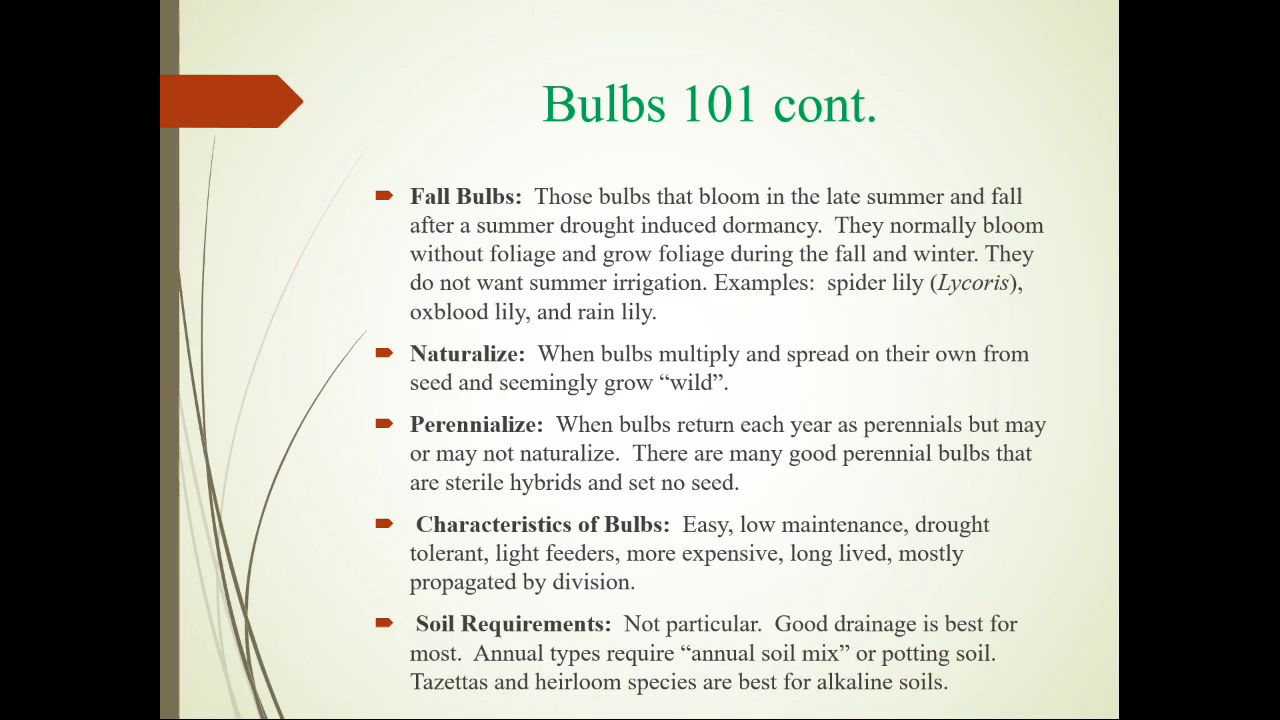 Bulbs 101 cont.
Fall Bulbs:  Those bulbs that bloom in the late summer and fall
after a summer drought induced dormancy.  They normally bloom
without foliage and grow foliage during the fall and winter. They
do not want summer irrigation. Examples:  spider lily (Lycoris),
oxblood lily, and rain lily.
Naturalize:  When bulbs multiply and spread on their own from
seed and seemingly grow “wild”.
Perennialize:  When bulbs return each year as perennials but may
or may not naturalize.  There are many good perennial bulbs that
are sterile hybrids and set no seed.
Characteristics of Bulbs:  Easy, low maintenance, drought
tolerant, light feeders, more expensive, long lived, mostly
propagated by division.
Soil Requirements:  Not particular.  Good drainage is best for
most.  Annual types require “annual soil mix” or potting soil.
Tazettas and heirloom species are best for alkaline soils.